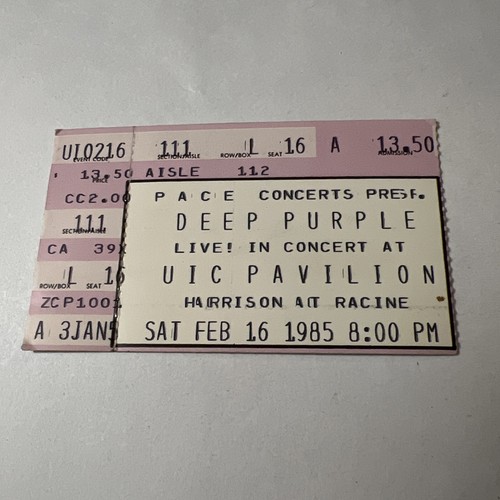 UI0216 111 L 16 A 13.50
EVENT CODE SECTION/AISLE ROW/BOX SEAT ADMISSION
13.50 AISLE 112
PRICE
CC2.00 PACE CONCERTS PRES.
111 DEEP PURPLE
SECTION/AISLE
CA 39X LIVE! IN CONCERT AT
L 16 UIC PAVILION
ROW/BOX SEAT
ZCP1001 HARRISON AT RACINE
A 3JAN5 SAT FEB 16 1985 8:00 PM